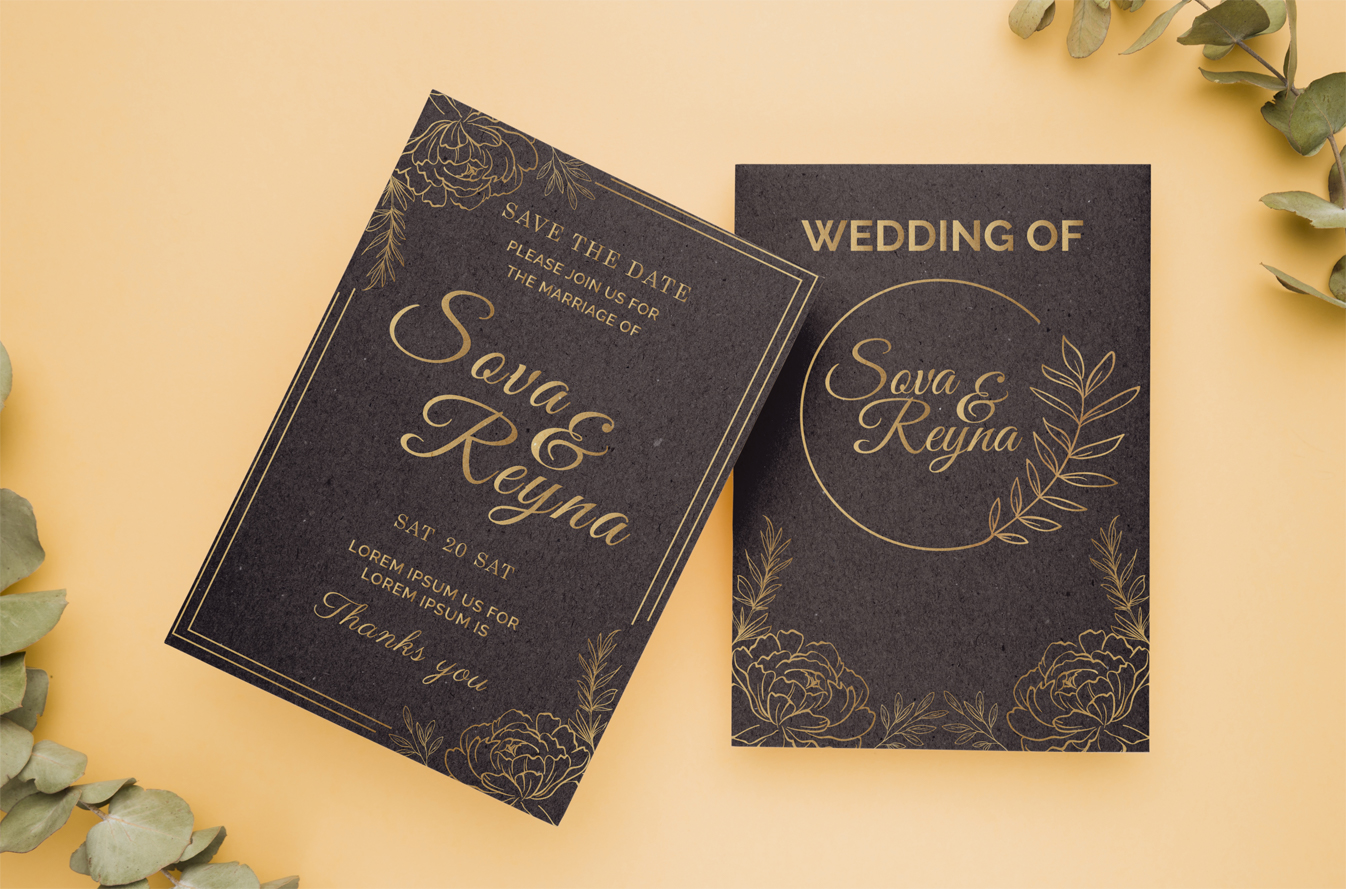 SAVE THE DATE
PLEASE JOIN US FOR
THE MARRIAGE OF
Sova
&
Reyna
SAT 20 SAT
LOREM IPSUM US FOR
LOREM IPSUM IS
Thanks you
WEDDING OF
Sova
&
Reyna